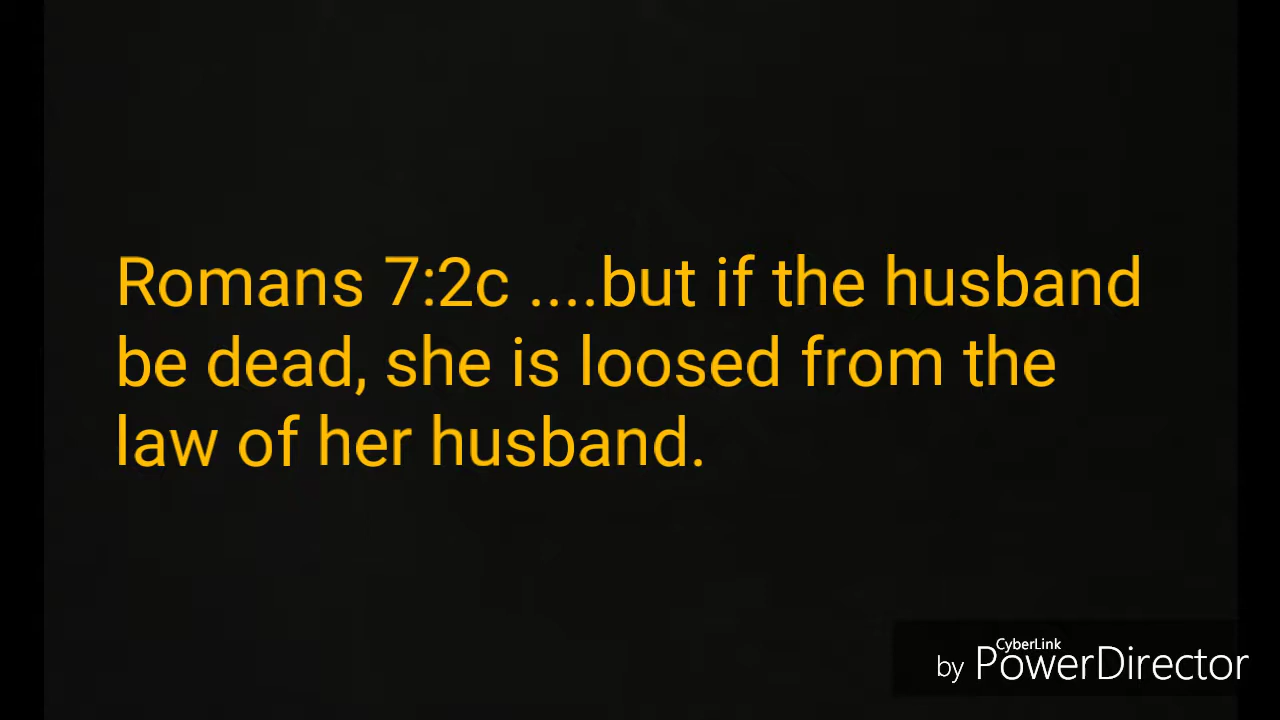 Romans 7:2c ....but if the husband
be dead, she is loosed from the
law of her husband.
CyberLink
by PowerDirector